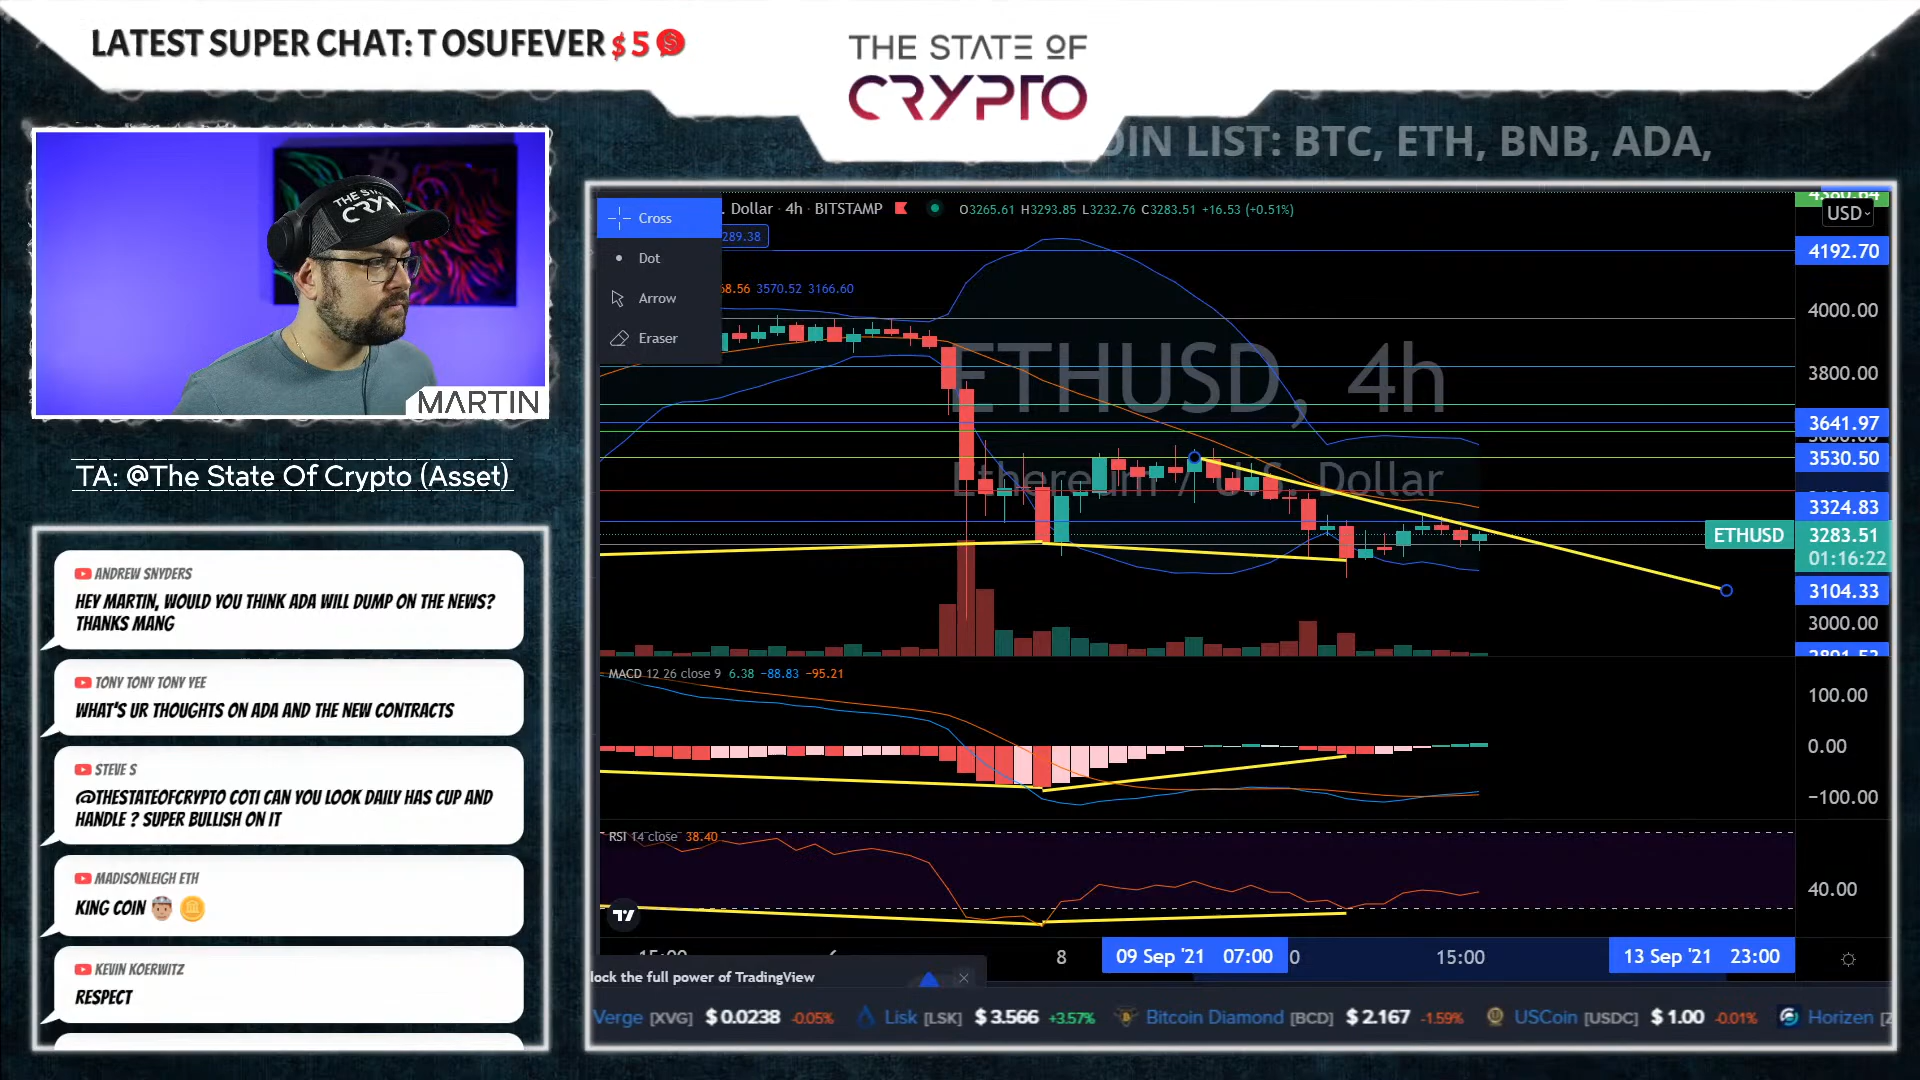 LATEST SUPER CHAT: T OSUFEVER $5
THE STATE OF
CRYPTO
COIN LIST: BTC, ETH, BNB, ADA,
THE STATE
CRYP
MARTIN
TA: @The State Of Crypto (Asset)
ANDREW SNYDERS
HEY MARTIN, WOULD YOU THINK ADA WILL DUMP ON THE NEWS?
THANKS MANG
TONY TONY TONY YEE
WHAT'S UR THOUGHTS ON ADA AND THE NEW CONTRACTS
STEVE S
@THESTATEOFCRYPTO COTI CAN YOU LOOK DAILY HAS CUP AND
HANDLE ? SUPER BULLISH ON IT
MADISONLEIGH ETH
KING COIN
KEVIN KOERWITZ
RESPECT
Cross
Dot
Arrow
Eraser
. Dollar · 4h · BITSTAMP O3265.61 H3293.85 L3232.76 C3283.51 +16.53 (+0.51%)
289.38
8.56 3570.52 3166.60
ETHUSD, 4h
Ethereum / U.S. Dollar
USD
4380.64
4192.70
4000.00
3800.00
3641.97
3530.50
3324.83
ETHUSD 3283.51
01:16:22
3104.33
3000.00
MACD 12 26 close 9 6.38 −88.83 −95.21
100.00
0.00
−100.00
RSI 14 close 38.40
40.00
8 09 Sep '21 07:00 0 15:00 13 Sep '21 23:00
lock the full power of TradingView
Verge [XVG] $0.0238 -0.05% Lisk [LSK] $3.566 +3.57% Bitcoin Diamond [BCD] $2.167 -1.59% USCoin [USDC] $1.00 -0.01% Horizen [Z